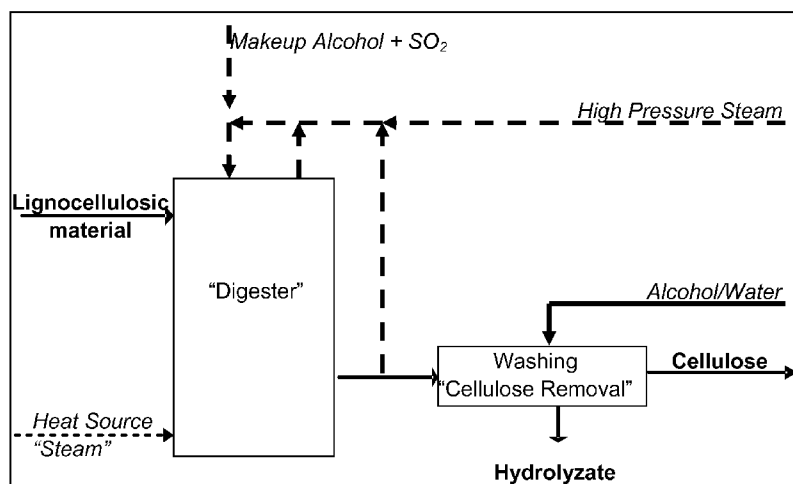 Makeup Alcohol + SO₂
High Pressure Steam
Lignocellulosic
material
“Digester”
Alcohol/Water
Washing
“Cellulose Removal”
Cellulose
Heat Source
“Steam”
Hydrolyzate